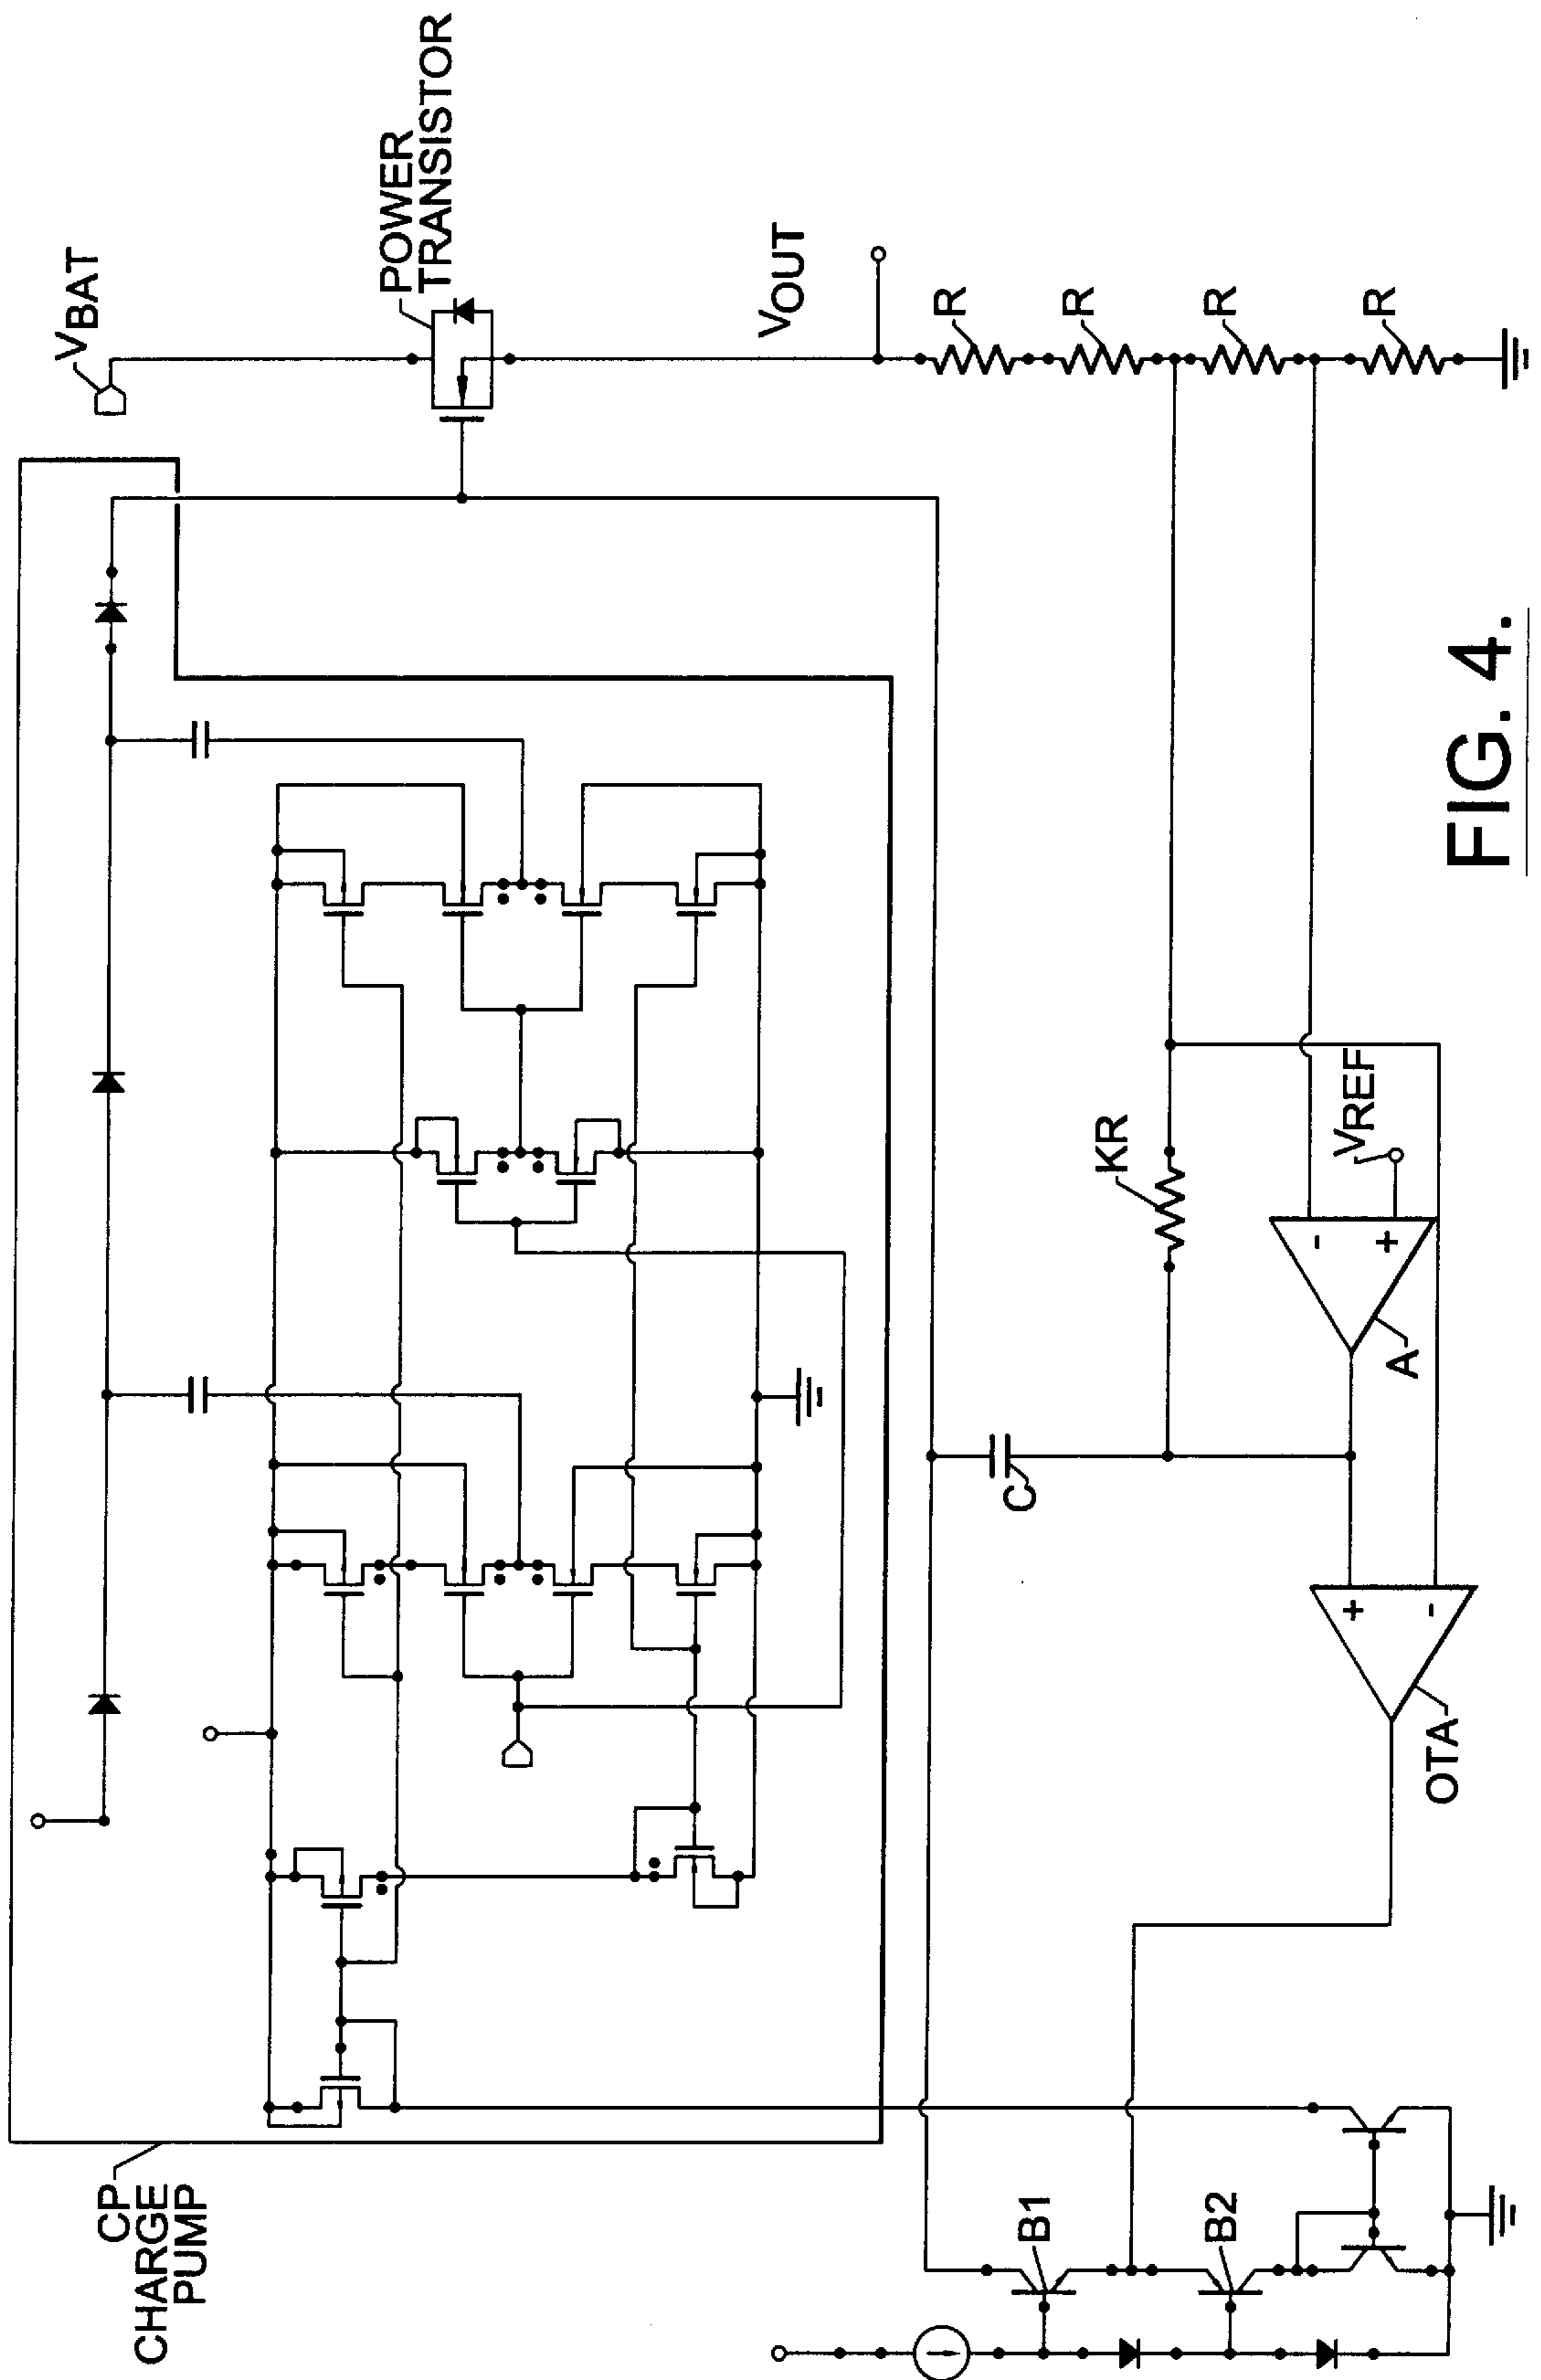 VBAT
POWER
TRANSISTOR
VOUT
R
R
R
R
CP
CHARGE
PUMP
KR
VREF
-
+
A
C
+
-
OTA
B1
B2
FIG. 4.